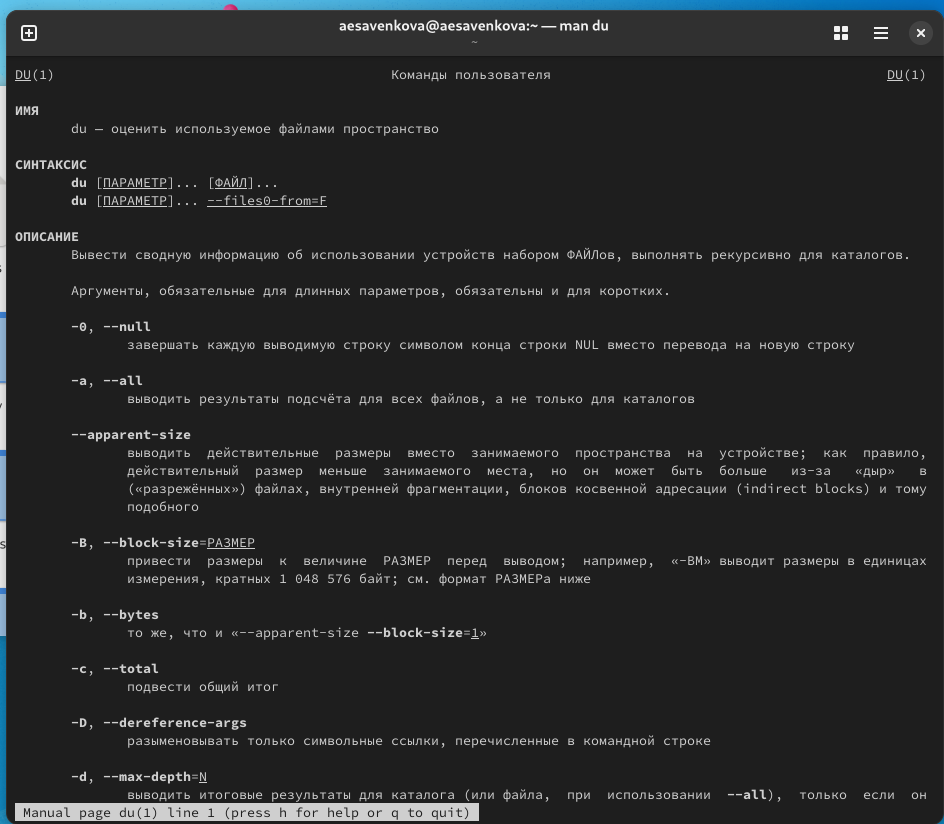 aesavenkova@aesavenkova:~ — man du
~
DU(1) Команды пользователя DU(1)
ИМЯ
du — оценить используемое файлами пространство
СИНТАКСИС
du [ПАРАМЕТР]... [ФАЙЛ]...
du [ПАРАМЕТР]... --files0-from=F
ОПИСАНИЕ
Вывести сводную информацию об использовании устройств набором ФАЙЛов, выполнять рекурсивно для каталогов.
Аргументы, обязательные для длинных параметров, обязательны и для коротких.
-0, --null
завершать каждую выводимую строку символом конца строки NUL вместо перевода на новую строку
-a, --all
выводить результаты подсчёта для всех файлов, а не только для каталогов
--apparent-size
выводить действительные размеры вместо занимаемого пространства на устройстве; как правило,
действительный размер меньше занимаемого места, но он может быть больше из-за «дыр» в
(«разрежённых») файлах, внутренней фрагментации, блоков косвенной адресации (indirect blocks) и тому
подобного
-B, --block-size=РАЗМЕР
привести размеры к величине РАЗМЕР перед выводом; например, «-BM» выводит размеры в единицах
измерения, кратных 1 048 576 байт; см. формат РАЗМЕРа ниже
-b, --bytes
то же, что и «--apparent-size --block-size=1»
-c, --total
подвести общий итог
-D, --dereference-args
разыменовывать только символьные ссылки, перечисленные в командной строке
-d, --max-depth=N
выводить итоговые результаты для каталога (или файла, при использовании --all), только если он
Manual page du(1) line 1 (press h for help or q to quit)